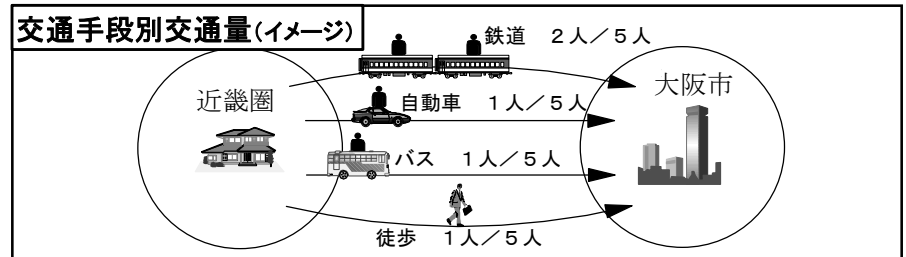 交通手段別交通量(イメージ)
鉄道　２人／５人
近畿圏
大阪市
自動車　１人／５人
バス　１人／５人
徒歩　１人／５人